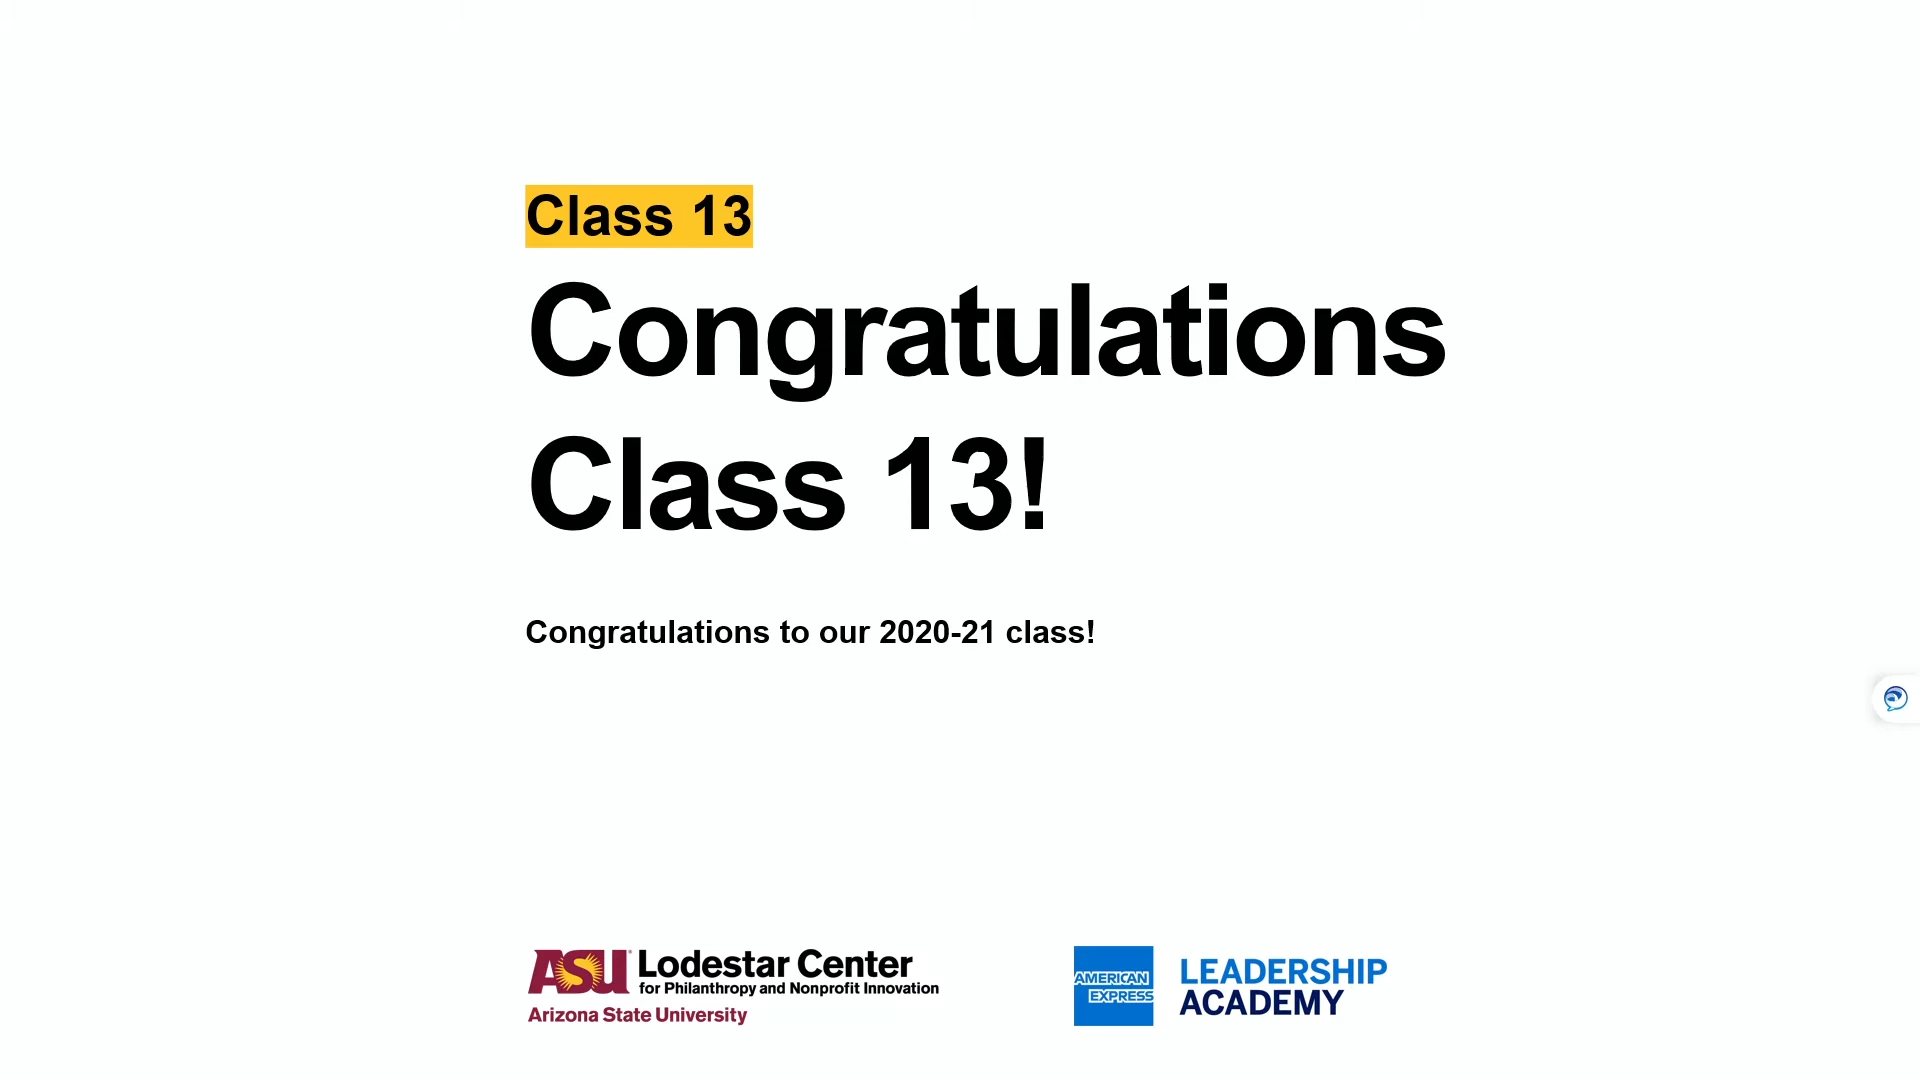 Class 13
Congratulations
Class 13!
Congratulations to our 2020-21 class!
ASU Lodestar Center
for Philanthropy and Nonprofit Innovation
Arizona State University
AMERICAN
EXPRESS
LEADERSHIP
ACADEMY